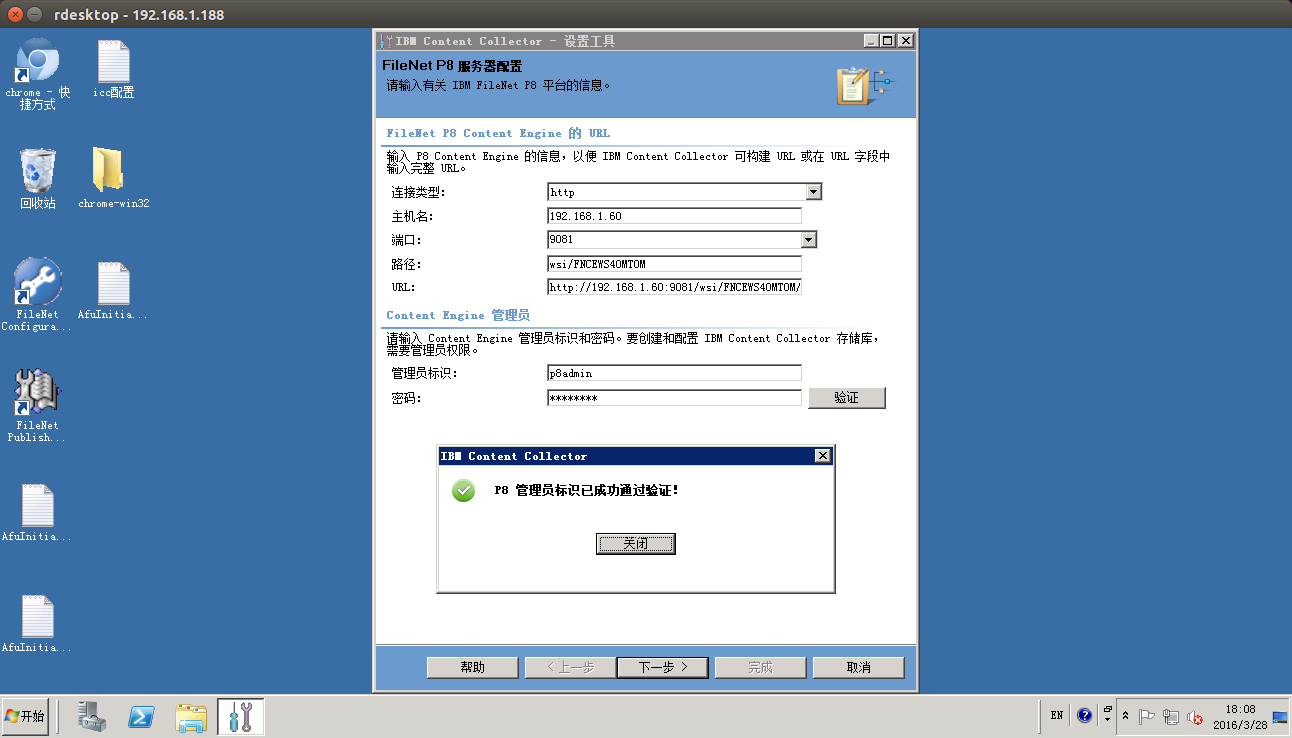 rdesktop - 192.168.1.188
chrome - 快
捷方式
icc配置
回收站
chrome-win32
FileNet
Configura...
AfuInitia...
FileNet
Publish...
AfuInitia...
AfuInitia...
IBM Content Collector - 设置工具
FileNet P8 服务器配置
请输入有关 IBM FileNet P8 平台的信息。
FileNet P8 Content Engine 的 URL
输入 P8 Content Engine 的信息，以便 IBM Content Collector 可构建 URL 或在 URL 字段中
输入完整 URL。
连接类型： http
主机名： 192.168.1.60
端口： 9081
路径： wsi/FNCEWS40MTOM
URL: http://192.168.1.60:9081/wsi/FNCEWS40MTOM/
Content Engine 管理员
请输入 Content Engine 管理员标识和密码。要创建和配置 IBM Content Collector 存储库，
需要管理员权限。
管理员标识： p8admin
密码： ******** 验证
IBM Content Collector
P8 管理员标识已成功通过验证！
关闭
帮助 < 上一步 下一步 > 完成 取消
开始
EN
18:08
2016/3/28